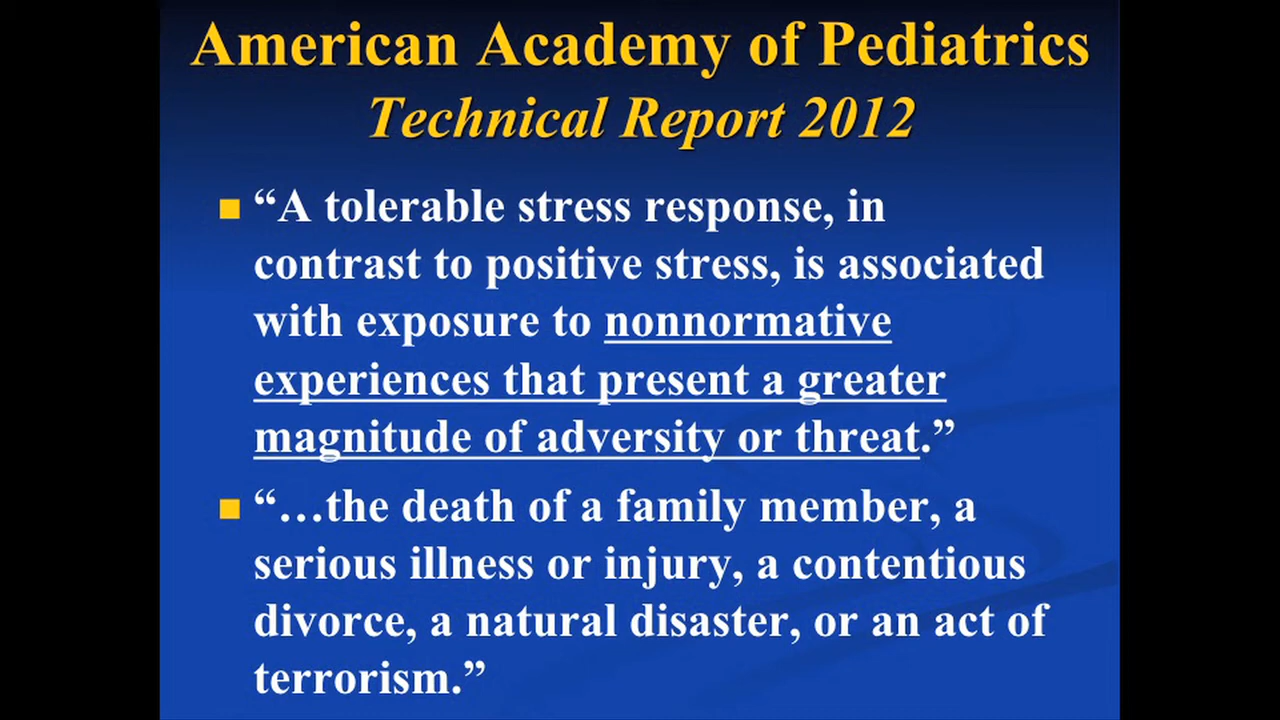 American Academy of Pediatrics
Technical Report 2012
“A tolerable stress response, in
contrast to positive stress, is associated
with exposure to nonnormative
experiences that present a greater
magnitude of adversity or threat.”
“…the death of a family member, a
serious illness or injury, a contentious
divorce, a natural disaster, or an act of
terrorism.”